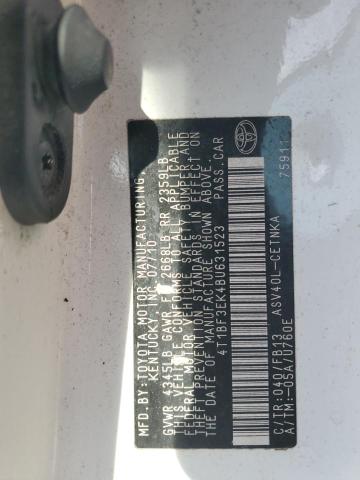 MFD.BY:TOYOTA MOTOR MANUFACTURING,
KENTUCKY, INC. 07/10
GVWR 4345LB GAWR FR 2668LB RR 2359LB
THIS VEHICLE CONFORMS TO ALL APPLICABLE
FEDERAL MOTOR VEHICLE SAFETY, BUMPER, AND
THEFT PREVENTION STANDARDS IN EFFECT ON
THE DATE OF MANUFACTURE SHOWN ABOVE.
4T1BF3EK4BU631523 PASS.CAR
C/TR:040/FB13 ASV40L-CETNKA
A/TM:-05A/U760E 75911